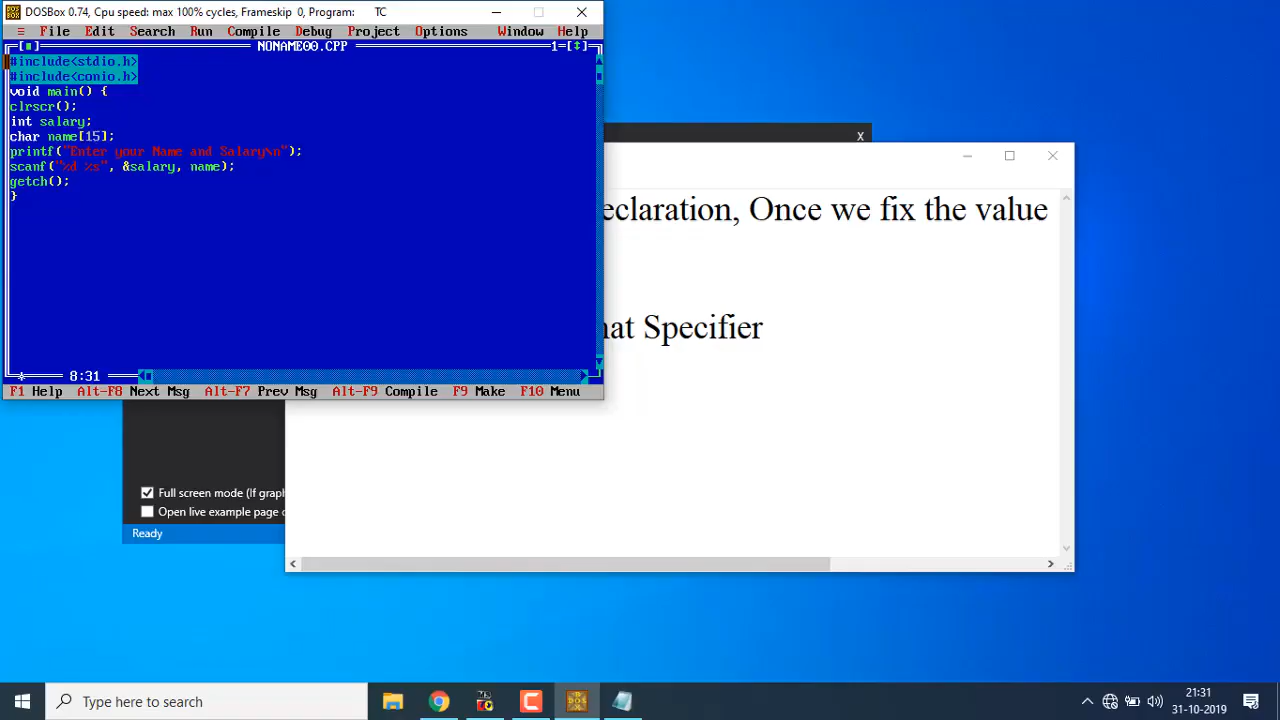 DOSBox 0.74, Cpu speed: max 100% cycles, Frameskip 0, Program: TC
≡ File Edit Search Run Compile Debug Project Options Window Help
[■] NONAME00.CPP 1=[↕]
#include<stdio.h>
#include<conio.h>
void main() {
clrscr();
int salary;
char name[15];
printf("Enter your Name and Salary\n");
scanf("%d %s", &salary, name);
getch();
}
8:31
F1 Help Alt-F8 Next Msg Alt-F7 Prev Msg Alt-F9 Compile F9 Make F10 Menu
eclaration, Once we fix the value
at Specifier
Full screen mode (If grap
Open live example page
Ready
Type here to search
21:31
31-10-2019